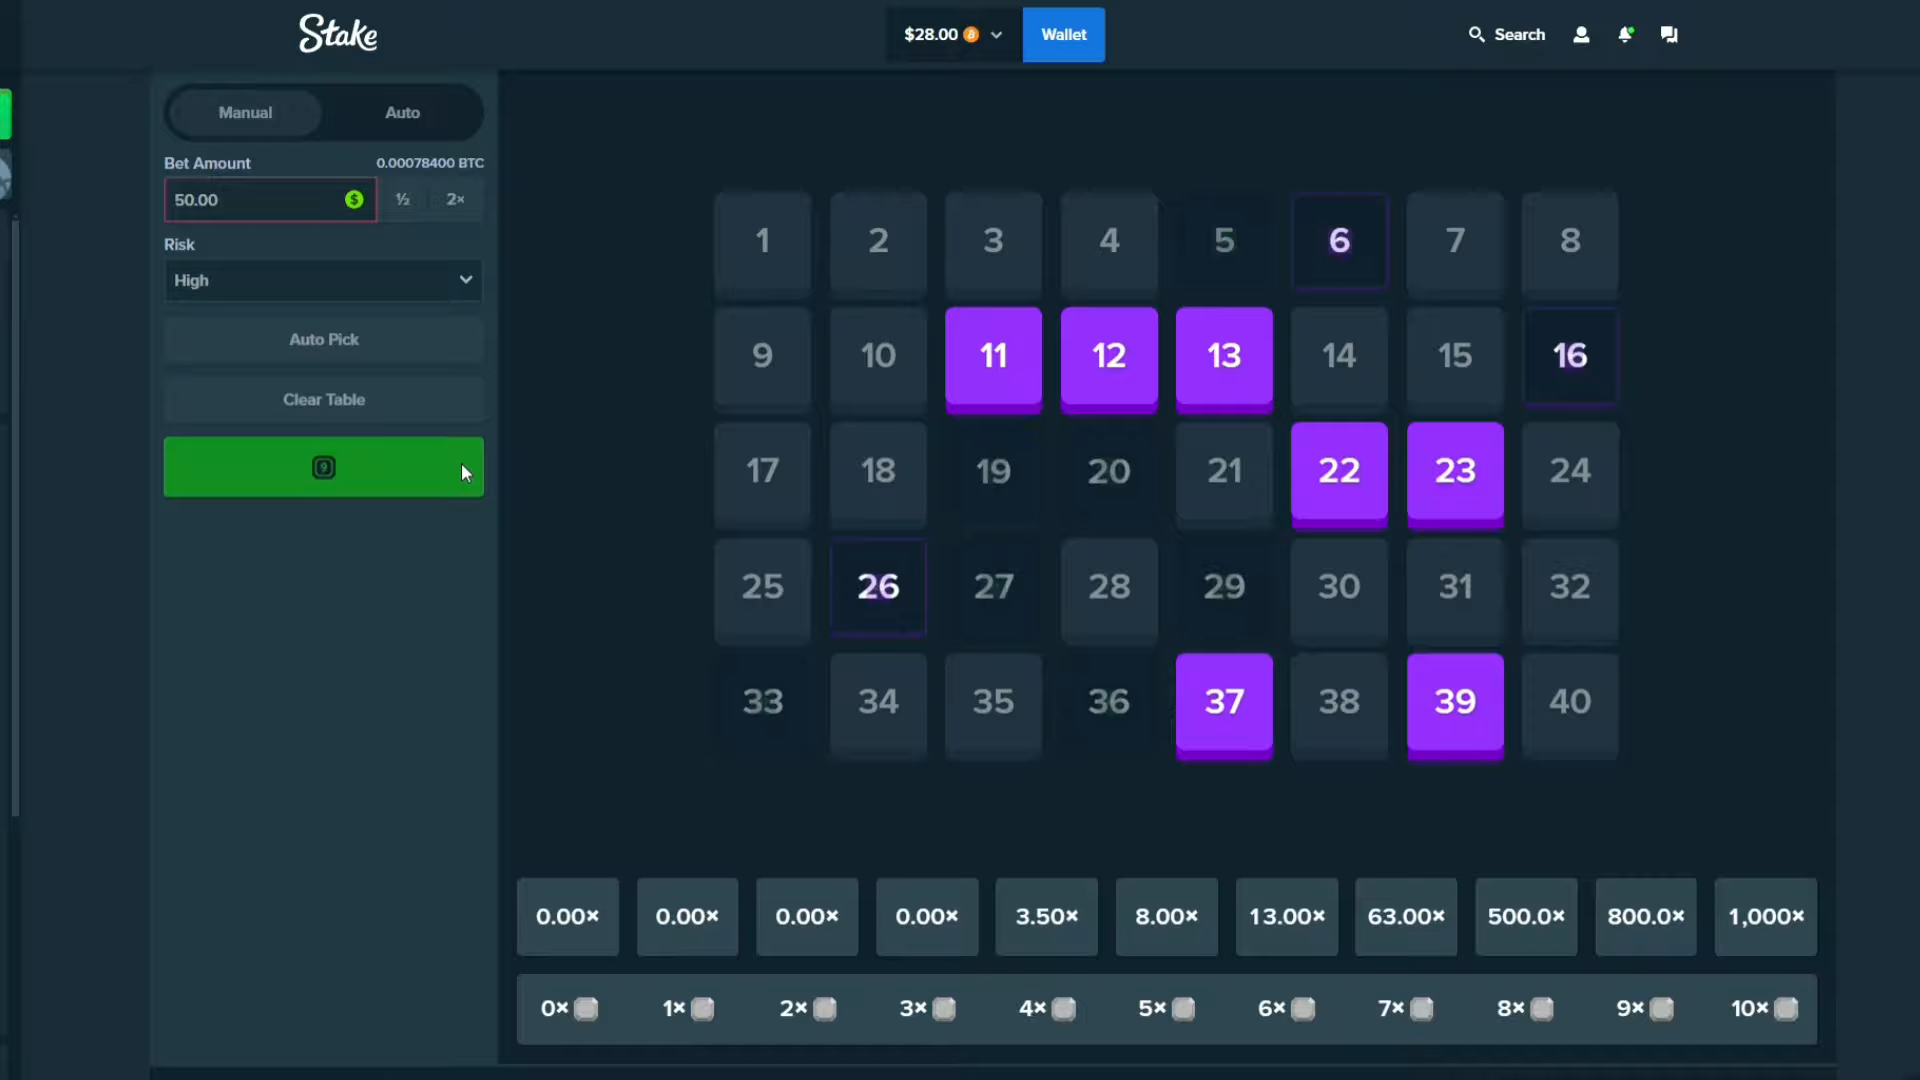 Stake
$28.00
Wallet
Search
Manual
Auto
Bet Amount
0.00078400 BTC
50.00
½
2×
Risk
High
Auto Pick
Clear Table
9
1 2 3 4 5 6 7 8
9 10 11 12 13 14 15 16
17 18 19 20 21 22 23 24
25 26 27 28 29 30 31 32
33 34 35 36 37 38 39 40
0.00× 0.00× 0.00× 0.00× 3.50× 8.00× 13.00× 63.00× 500.0× 800.0× 1,000×
0× 1× 2× 3× 4× 5× 6× 7× 8× 9× 10×